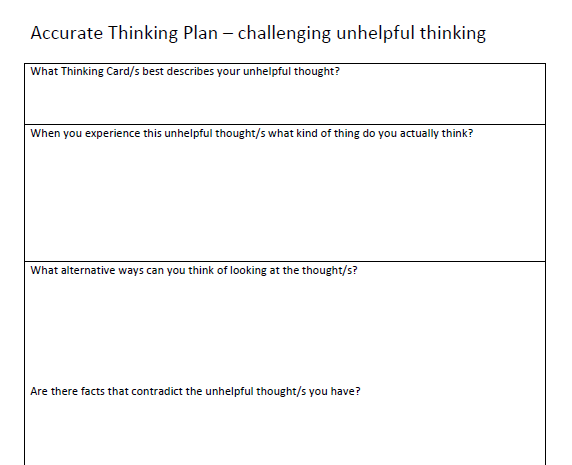 Accurate Thinking Plan – challenging unhelpful thinking
What Thinking Card/s best describes your unhelpful thought?
When you experience this unhelpful thought/s what kind of thing do you actually think?
What alternative ways can you think of looking at the thought/s?
Are there facts that contradict the unhelpful thought/s you have?